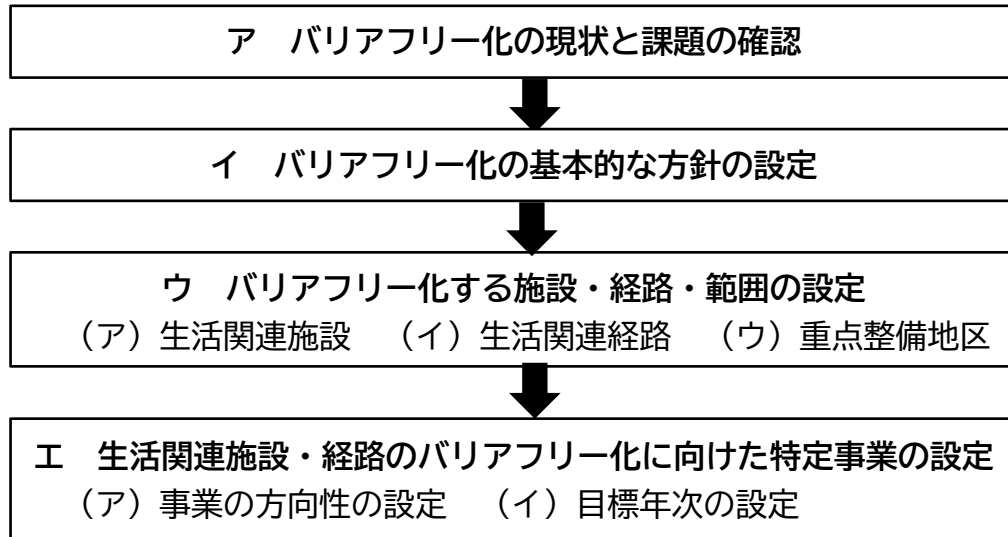 ア　バリアフリー化の現状と課題の確認
イ　バリアフリー化の基本的な方針の設定
ウ　バリアフリー化する施設・経路・範囲の設定
（ア）生活関連施設　（イ）生活関連経路　（ウ）重点整備地区
エ　生活関連施設・経路のバリアフリー化に向けた特定事業の設定
（ア）事業の方向性の設定　（イ）目標年次の設定